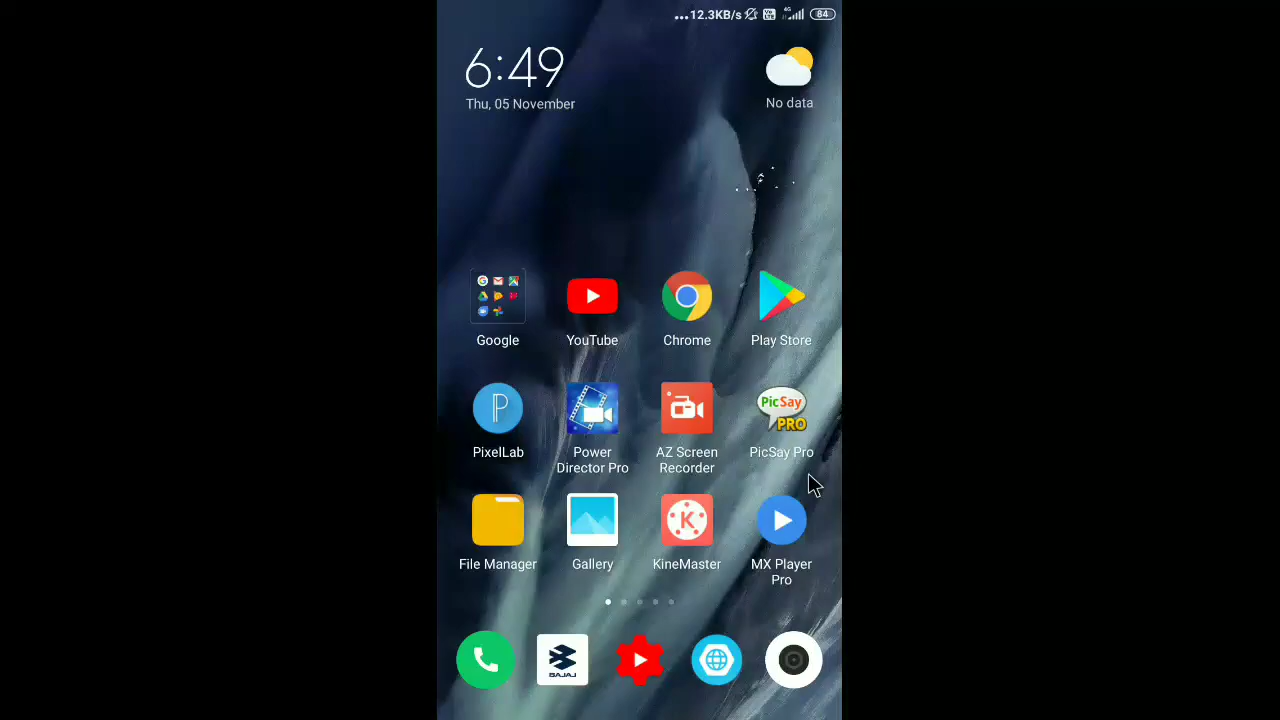 ...12.3KB/s 4G 84
6:49
Thu, 05 November
No data
Google
YouTube
Chrome
Play Store
PicSay
PRO
PixelLab
Power
Director Pro
AZ Screen
Recorder
PicSay Pro
K
File Manager
Gallery
KineMaster
MX Player
Pro
BAJAJ